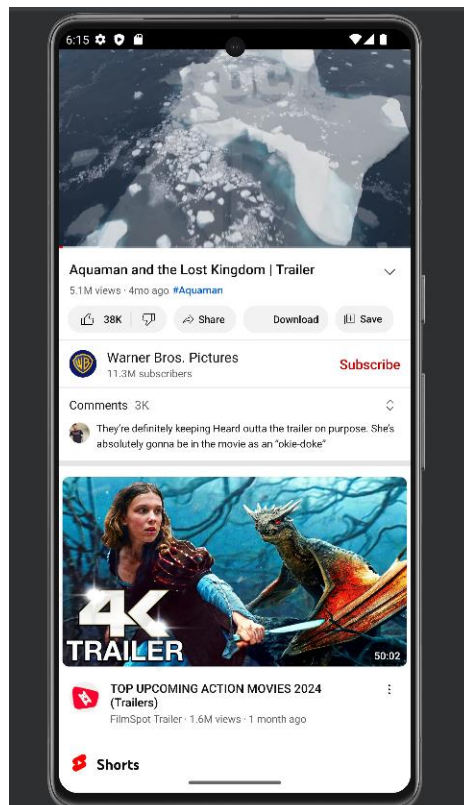 6:15
DC
Aquaman and the Lost Kingdom | Trailer
5.1M views · 4mo ago #Aquaman
38K Share Download Save
Warner Bros. Pictures
11.3M subscribers
Subscribe
Comments 3K
They're definitely keeping Heard outta the trailer on purpose. She's
absolutely gonna be in the movie as an "okie-doke"
4K
TRAILER
50:02
TOP UPCOMING ACTION MOVIES 2024
(Trailers)
FilmSpot Trailer · 1.6M views · 1 month ago
Shorts